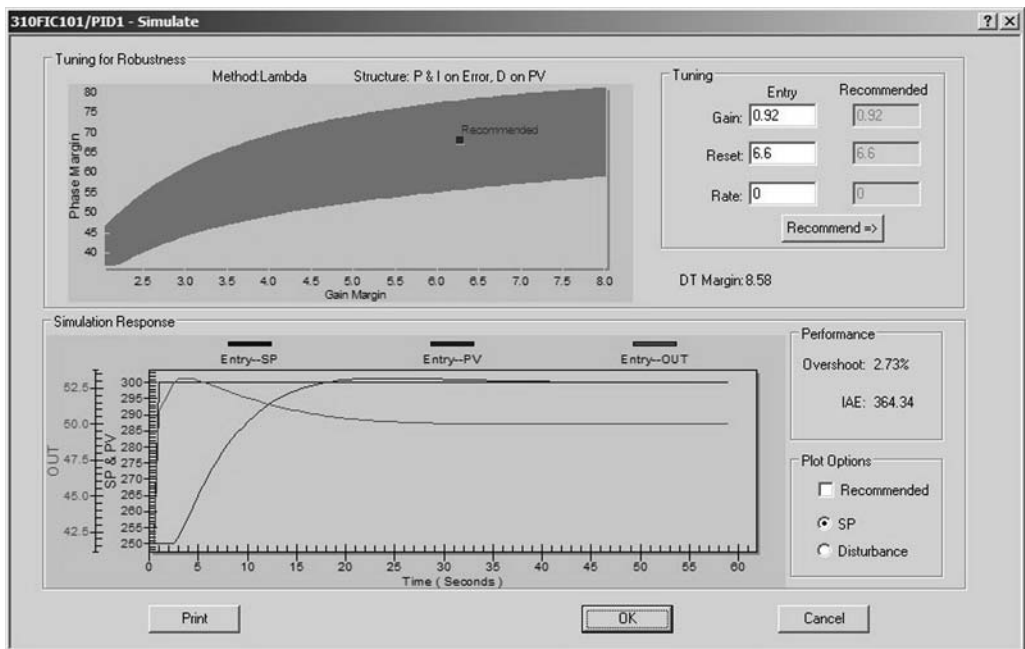 310FIC101/PID1 - Simulate
Tuning for Robustness
Method:Lambda Structure: P & I on Error, D on PV
80
75
70
65
60
55
50
45
40
Phase Margin
Recommended
2.5 3.0 3.5 4.0 4.5 5.0 5.5 6.0 6.5 7.0 7.5 8.0
Gain Margin
Tuning
Entry Recommended
Gain: 0.92 0.92
Reset: 6.6 6.6
Rate: 0 0
Recommend =>
DT Margin: 8.58
Simulation Response
Entry--SP Entry--PV Entry--OUT
52.5
50.0
47.5
45.0
42.5
OUT
300
295
290
285
280
275
270
265
260
255
250
SP & PV
0 5 10 15 20 25 30 35 40 45 50 55 60
Time ( Seconds )
Performance
Overshoot: 2.73%
IAE: 364.34
Plot Options
Recommended
SP
Disturbance
Print OK Cancel